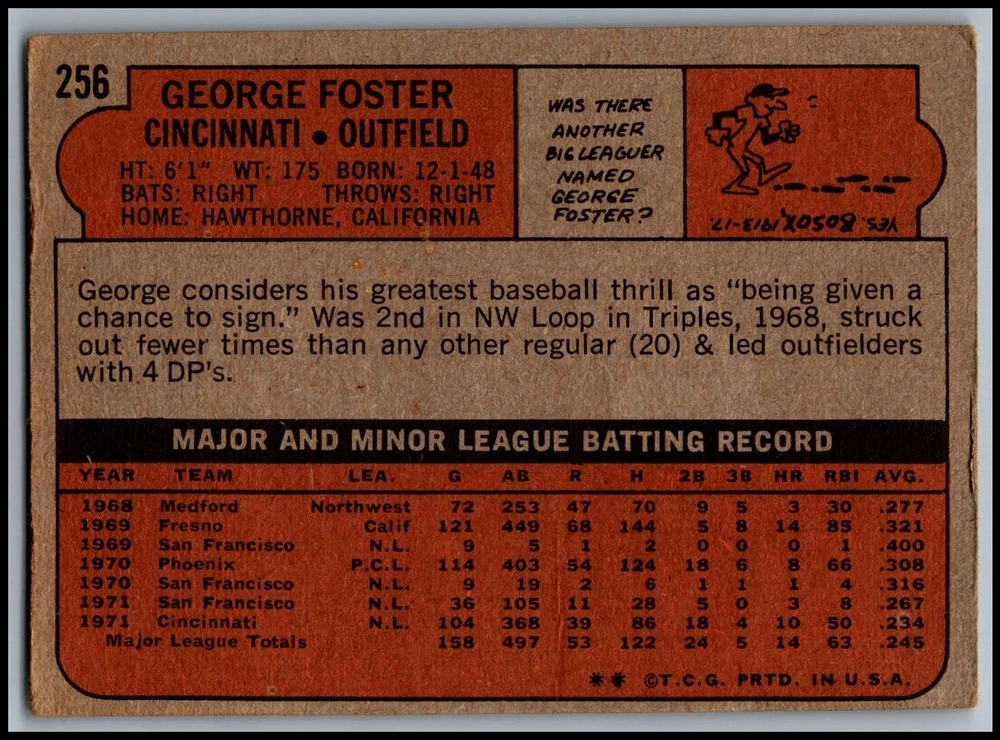 256
GEORGE FOSTER
CINCINNATI • OUTFIELD
HT: 6'1" WT: 175 BORN: 12-1-48
BATS: RIGHT THROWS: RIGHT
HOME: HAWTHORNE, CALIFORNIA
WAS THERE
ANOTHER
BIG LEAGUER
NAMED
GEORGE
FOSTER?
YES. BOSOX, 1913-17.
George considers his greatest baseball thrill as "being given a
chance to sign." Was 2nd in NW Loop in Triples, 1968, struck
out fewer times than any other regular (20) & led outfielders
with 4 DP's.
MAJOR AND MINOR LEAGUE BATTING RECORD
YEAR TEAM LEA. G AB R H 2B 3B HR RBI AVG.
1968 Medford Northwest 72 253 47 70 9 5 3 30 .277
1969 Fresno Calif 121 449 68 144 5 8 14 85 .321
1969 San Francisco N.L. 9 5 1 2 0 0 0 1 .400
1970 Phoenix P.C.L. 114 403 54 124 18 6 8 66 .308
1970 San Francisco N.L. 9 19 2 6 1 1 1 4 .316
1971 San Francisco N.L. 36 105 11 28 5 0 3 8 .267
1971 Cincinnati N.L. 104 368 39 86 18 4 10 50 .234
Major League Totals 158 497 53 122 24 5 14 63 .245
** ©T.C.G. PRTD. IN U.S.A.